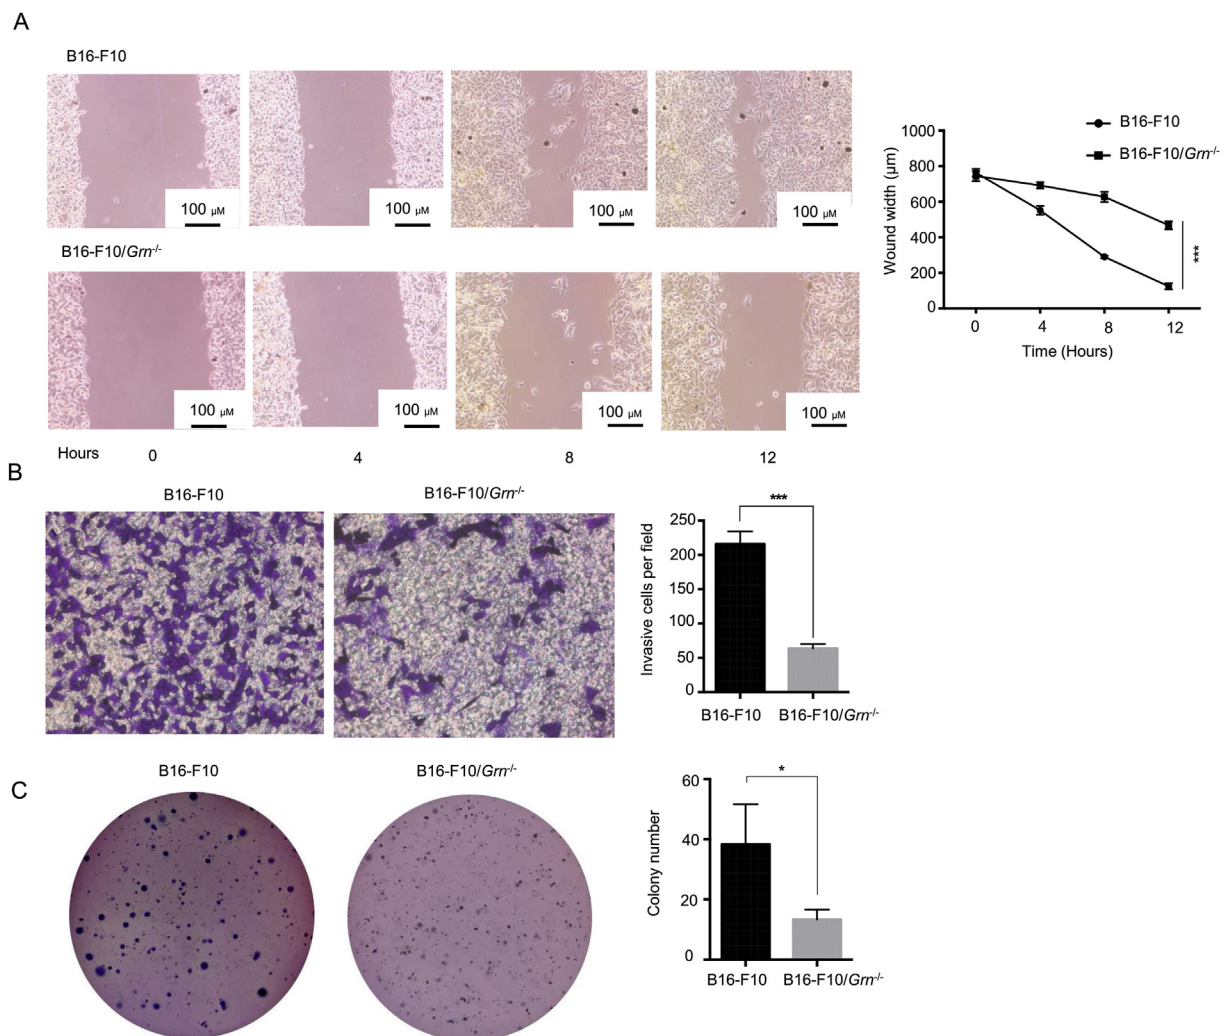 A
B16-F10
100 µM
100 µM
100 µM
100 µM
B16-F10/Grn-/-
100 µM
100 µM
100 µM
100 µM
Hours 0 4 8 12
B16-F10
B16-F10/Grn-/-
1000
800
600
400
200
0
Wound width (µm)
***
0 4 8 12
Time (Hours)
B
B16-F10
B16-F10/Grn-/-
***
250
200
150
100
50
0
Invasive cells per field
B16-F10 B16-F10/Grn-/-
C
B16-F10
B16-F10/Grn-/-
*
60
40
20
0
Colony number
B16-F10 B16-F10/Grn-/-